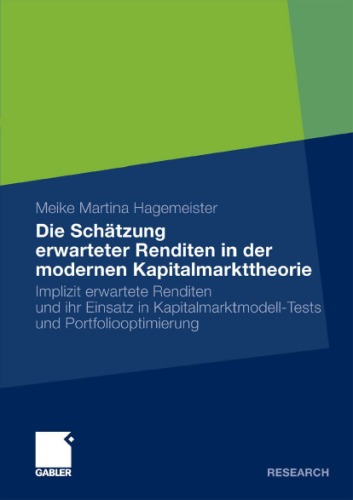 Meike Martina Hagemeister
Die Schätzung
erwarteter Renditen in der
modernen Kapitalmarkttheorie
Implizit erwartete Renditen
und ihr Einsatz in Kapitalmarktmodell-Tests
und Portfoliooptimierung
GABLER
RESEARCH